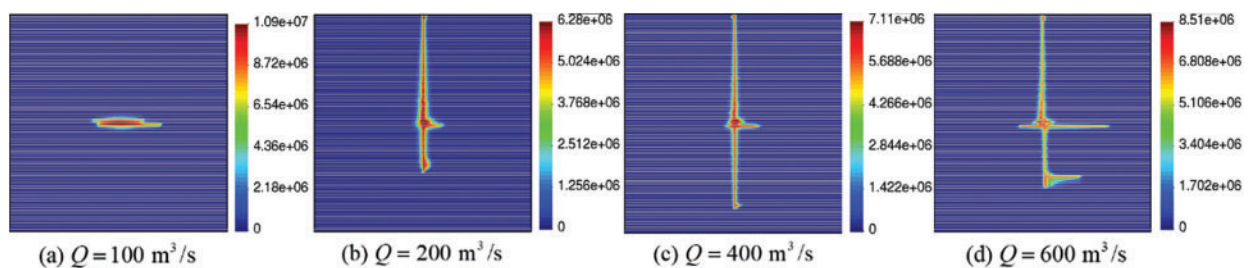 1.09e+07
8.72e+06
6.54e+06
4.36e+06
2.18e+06
0
(a) Q = 100 m³/s
6.28e+06
5.024e+06
3.768e+06
2.512e+06
1.256e+06
0
(b) Q = 200 m³/s
7.11e+06
5.688e+06
4.266e+06
2.844e+06
1.422e+06
0
(c) Q = 400 m³/s
8.51e+06
6.808e+06
5.106e+06
3.404e+06
1.702e+06
0
(d) Q = 600 m³/s